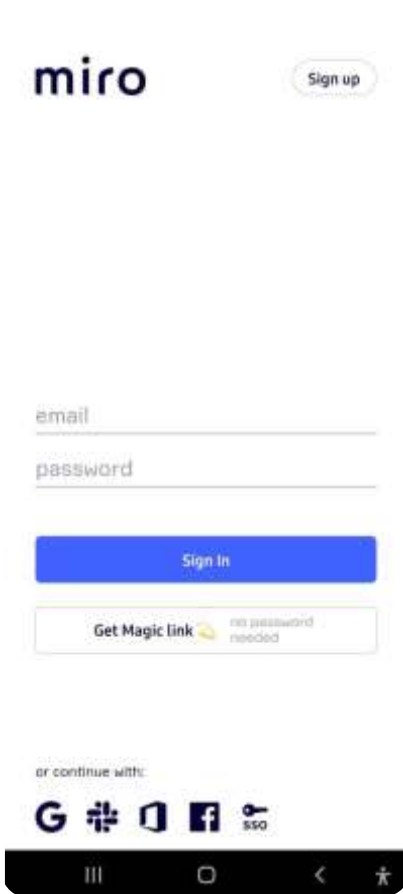 miro
Sign up
email
password
Sign In
Get Magic link 💫 no password
needed
or continue with:
SSO